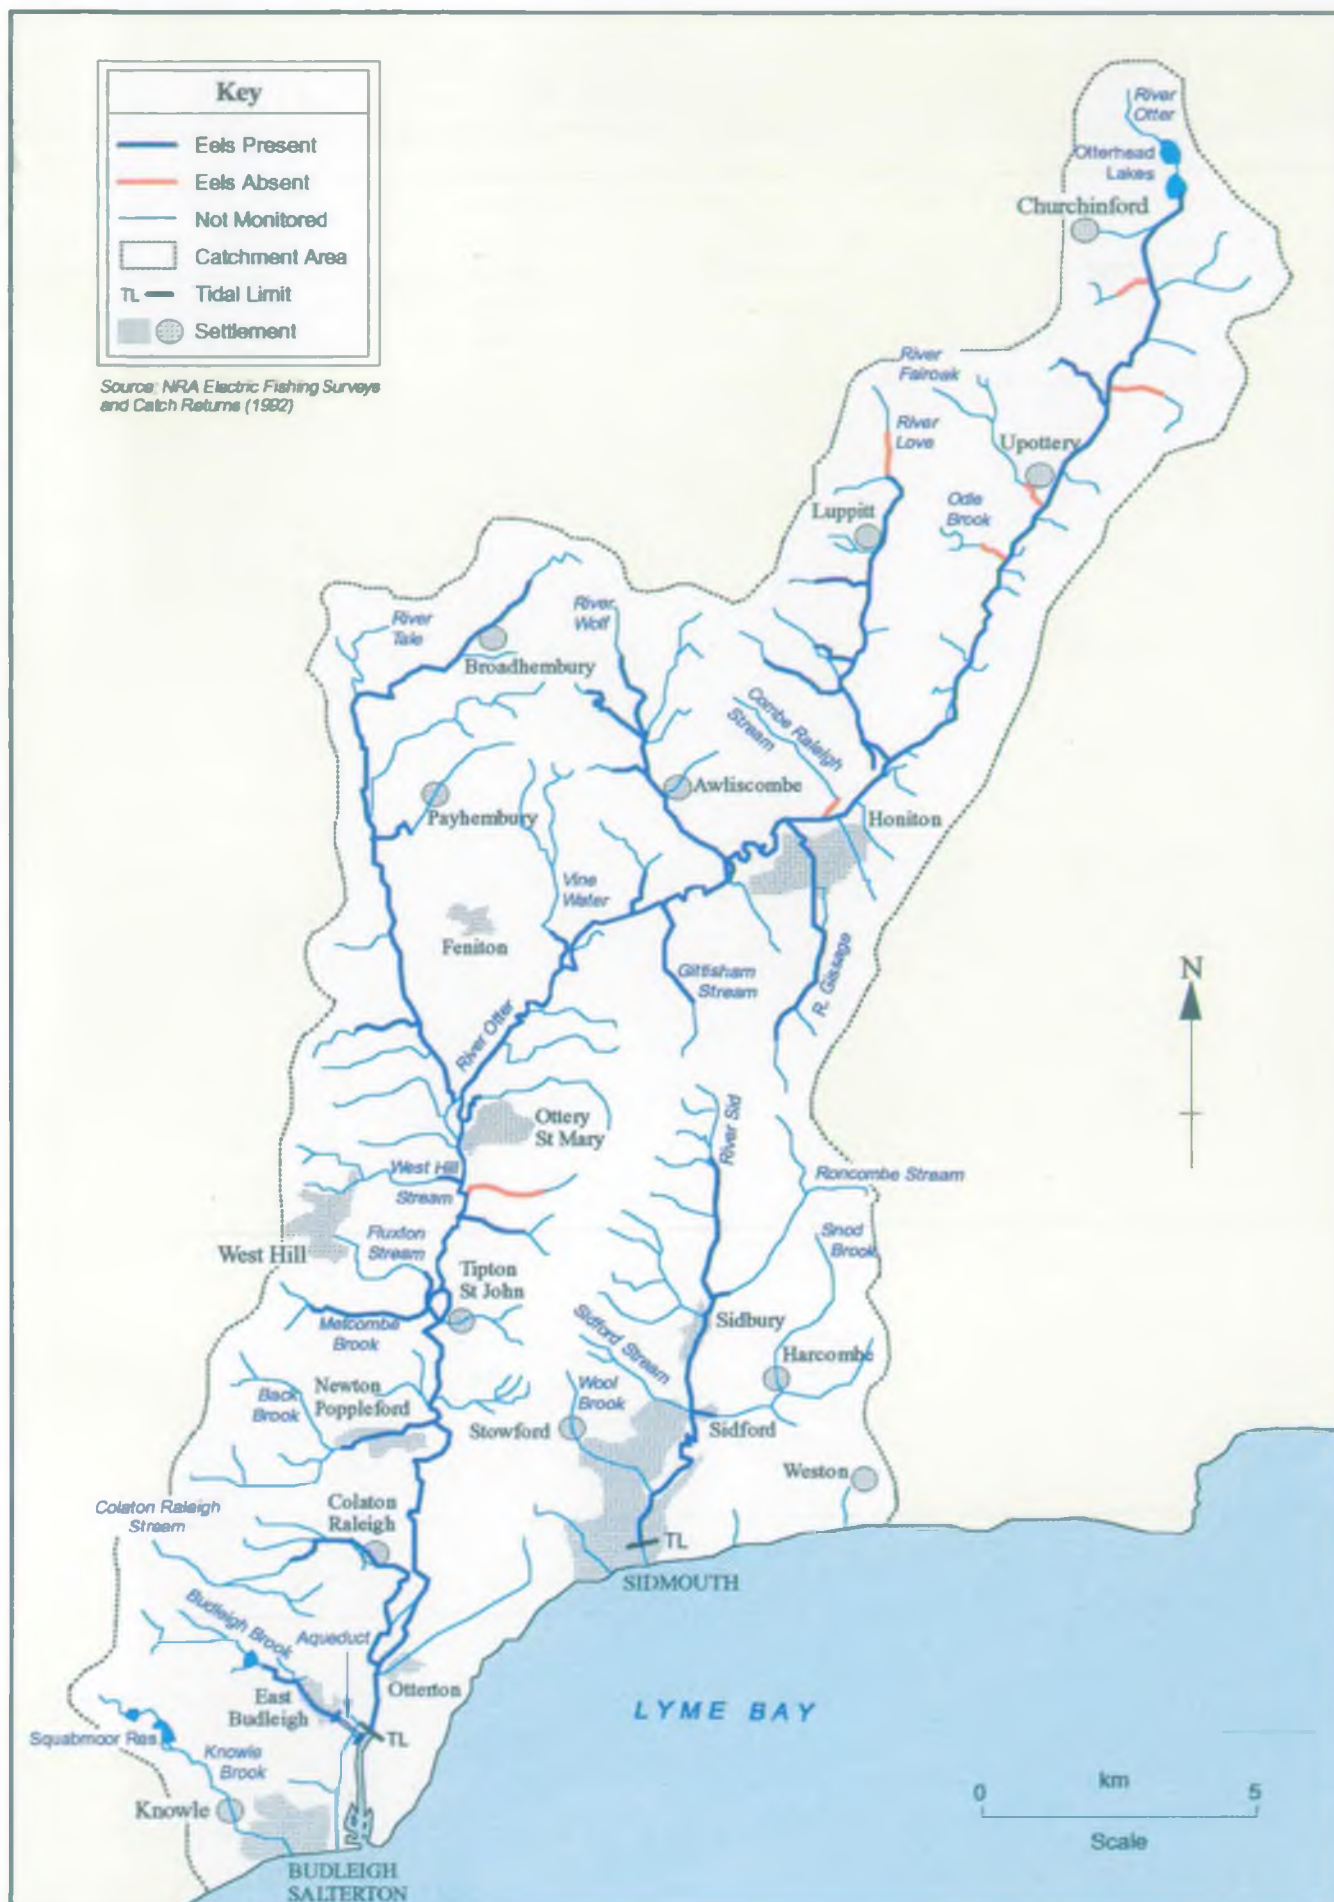 Key
Eels Present
Eels Absent
Not Monitored
Catchment Area
TL Tidal Limit
Settlement
Source: NRA Electric Fishing Surveys
and Catch Returns (1992)
River
Otter
Otterhead
Lakes
Churchinford
River
Fairoak
River
Love
Upottery
Luppitt
Odle
Brook
River
Tale
River
Wolf
Broadhembury
Combe Raleigh
Stream
Awliscombe
Payhembury
Honiton
Vine
Water
Feniton
Gittisham
Stream
R. Gissage
N
River Otter
Ottery
St Mary
River Sid
West Hill
Stream
Roncombe Stream
Fluxton
Stream
Snod
Brook
West Hill
Tipton
St John
Metcombe
Brook
Sidbury
Sidford Stream
Harcombe
Back
Brook
Newton
Poppleford
Wool
Brook
Stowford
Sidford
Weston
Colaton Raleigh
Stream
Colaton
Raleigh
TL
SIDMOUTH
Budleigh Brook
Aqueduct
Otterton
East
Budleigh
LYME BAY
TL
Squabmoor Res
Knowle
Brook
Knowle
km
0
5
Scale
BUDLEIGH
SALTERTON